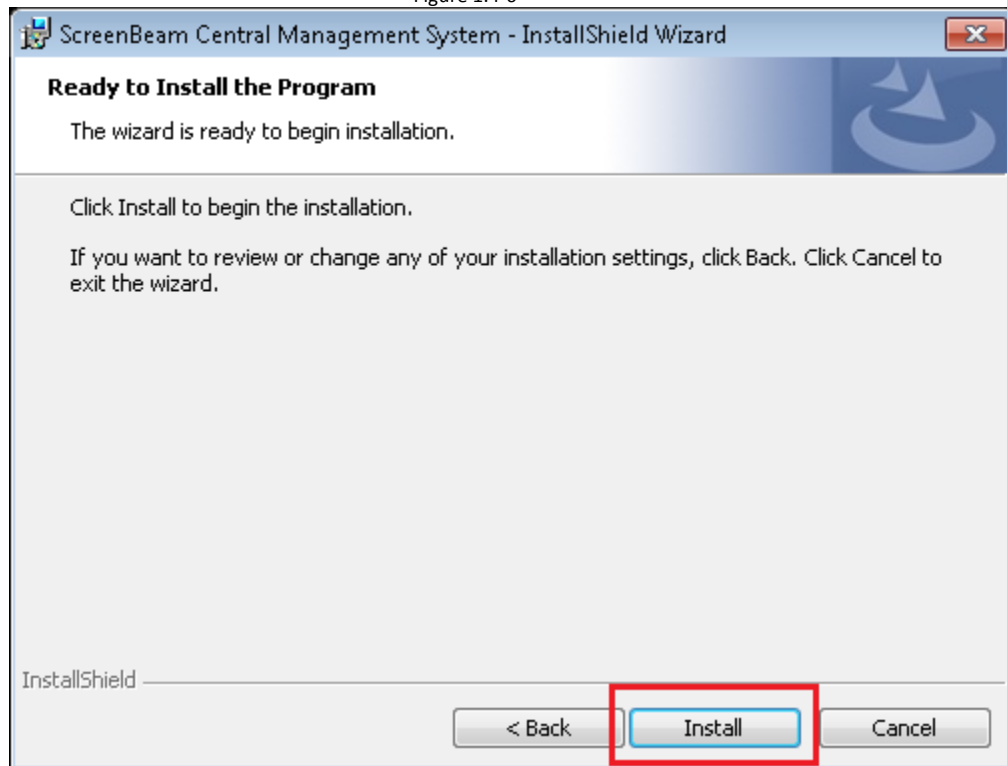 ScreenBeam Central Management System - InstallShield Wizard
Ready to Install the Program
The wizard is ready to begin installation.
Click Install to begin the installation.
If you want to review or change any of your installation settings, click Back. Click Cancel to
exit the wizard.
InstallShield
< Back Install Cancel